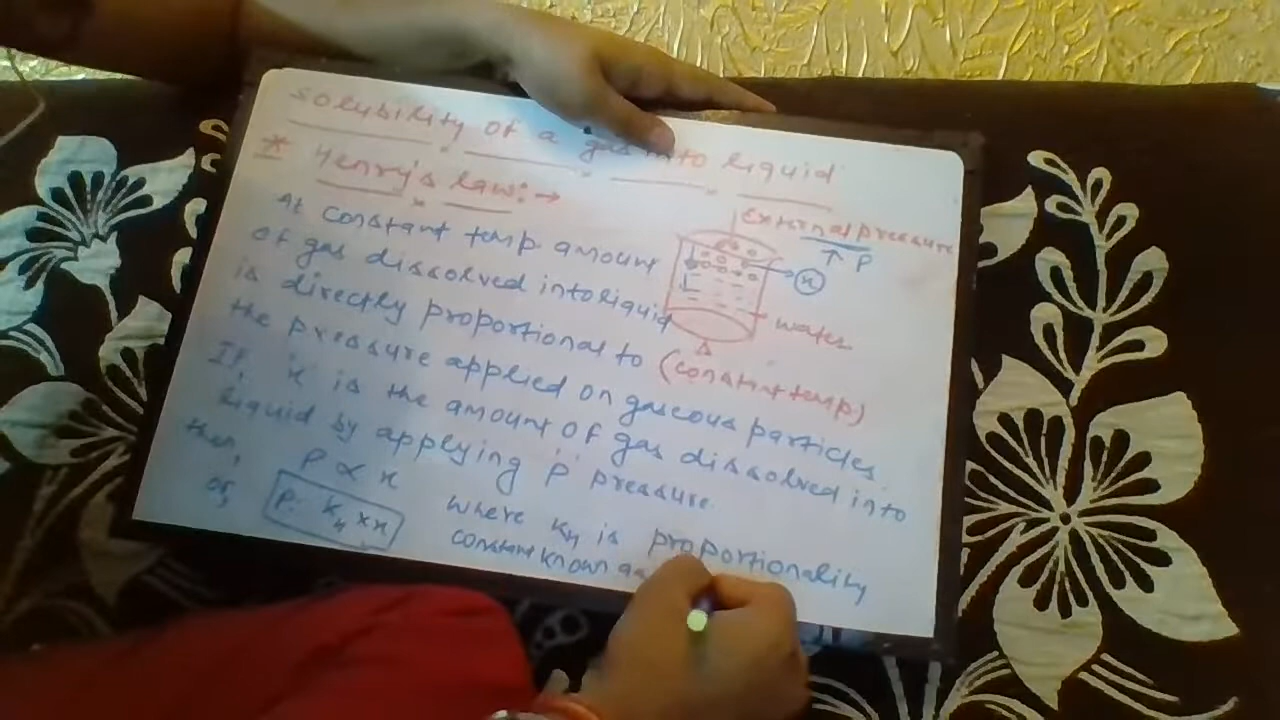 Solubility of a gas into liquid
* Henry's law:→
At constant temp. amount
of gas dissolved into liquid
is directly proportional to
the pressure applied on gaseous particles.
If, 'x' is the amount of gas dissolved into
liquid by applying 'P' pressure.
then, P ∝ x
or, P = K_H × x
where K_H is proportionality
constant known as
External pressure
↑ P
x
water
Δ
(constant temp)